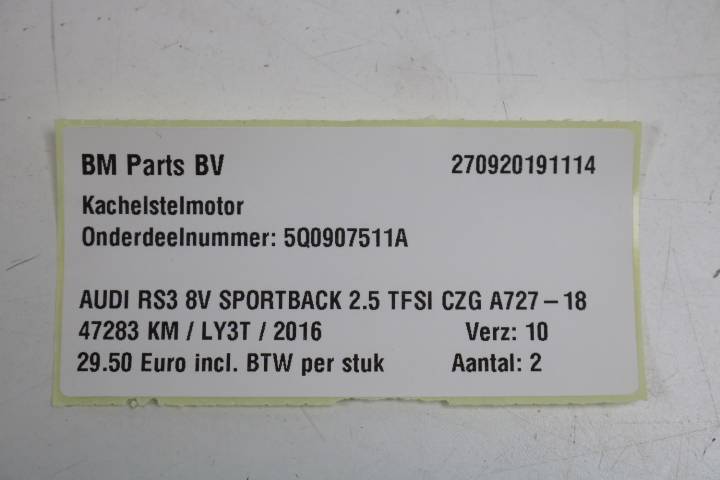 BM Parts BV 270920191114
Kachelstelmotor
Onderdeelnummer: 5Q0907511A
AUDI RS3 8V SPORTBACK 2.5 TFSI CZG A727 – 18
47283 KM / LY3T / 2016 Verz: 10
29.50 Euro incl. BTW per stuk Aantal: 2